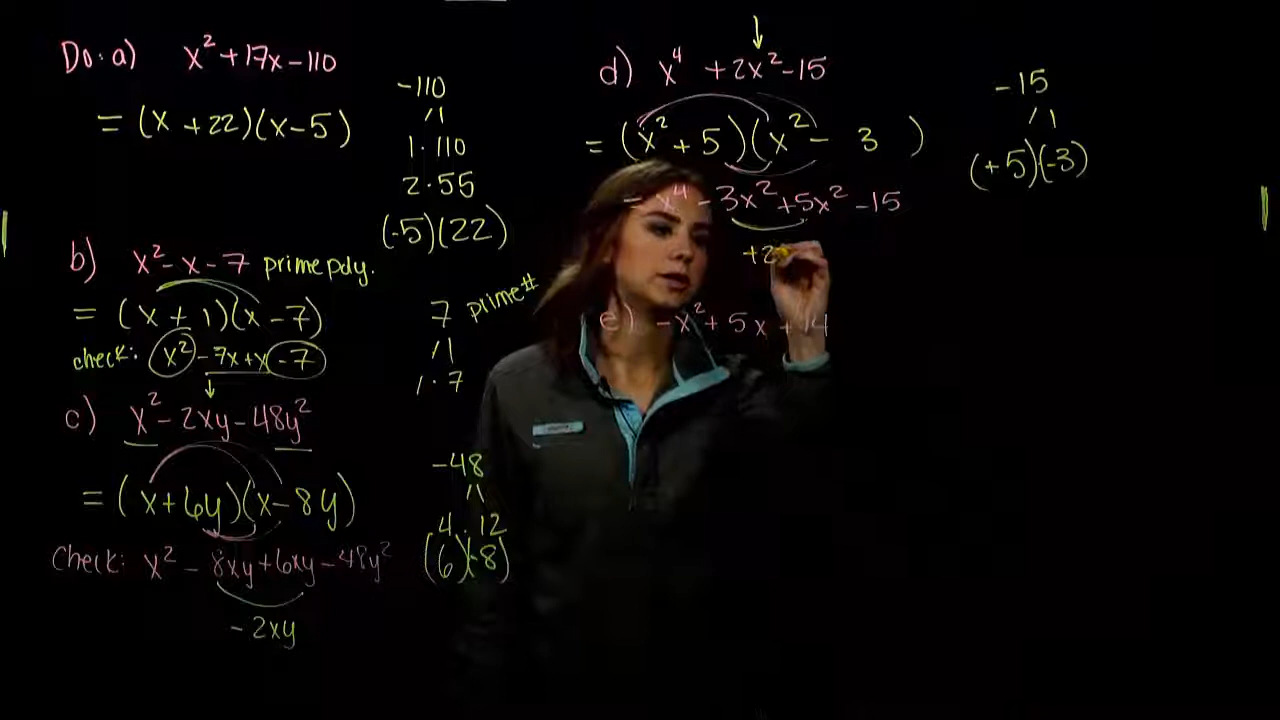 Do: a) x² + 17x - 110
= (x + 22)(x - 5)
-110
1 · 110
2 · 55
(-5)(22)
b) x² - x - 7 prime poly.
= (x + 1)(x - 7)
check: x² - 7x + x - 7
7 prime #
1 · 7
c) x² - 2xy - 48y²
= (x + 6y)(x - 8y)
Check: x² - 8xy + 6xy - 48y²
- 2xy
-48
4 · 12
(6)(-8)
d) x⁴ + 2x² - 15
= (x² + 5)(x² - 3)
= x⁴ - 3x² + 5x² - 15
+2
-15
(+5)(-3)
e) -x² + 5x + 14